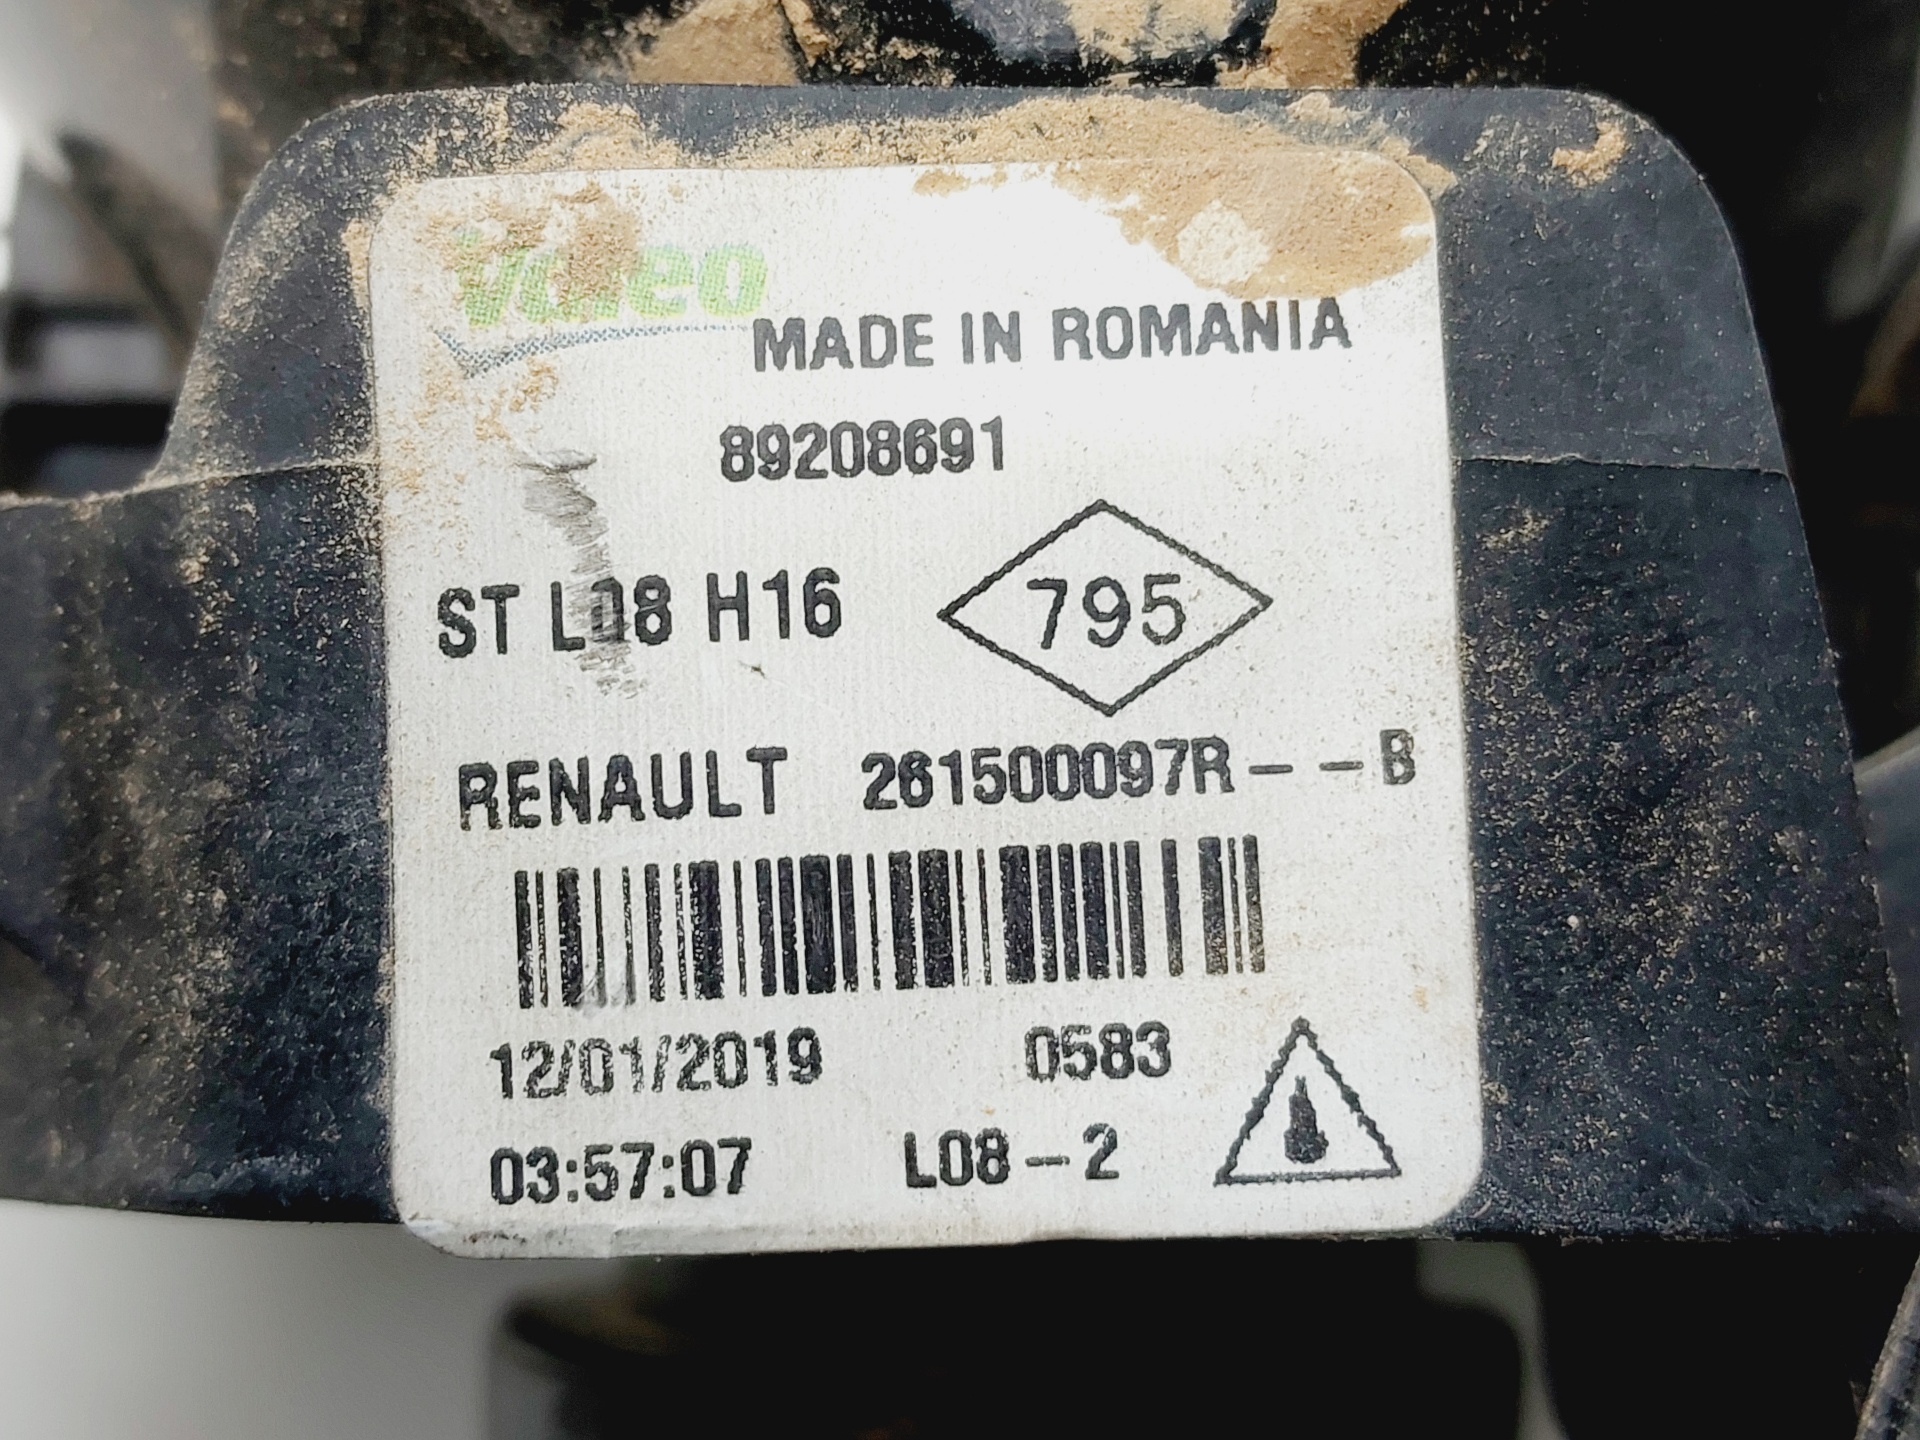 Valeo
MADE IN ROMANIA
89208691
ST L08 H16
795
RENAULT 261500097R--B
12/01/2019 0583
03:57:07 L08-2